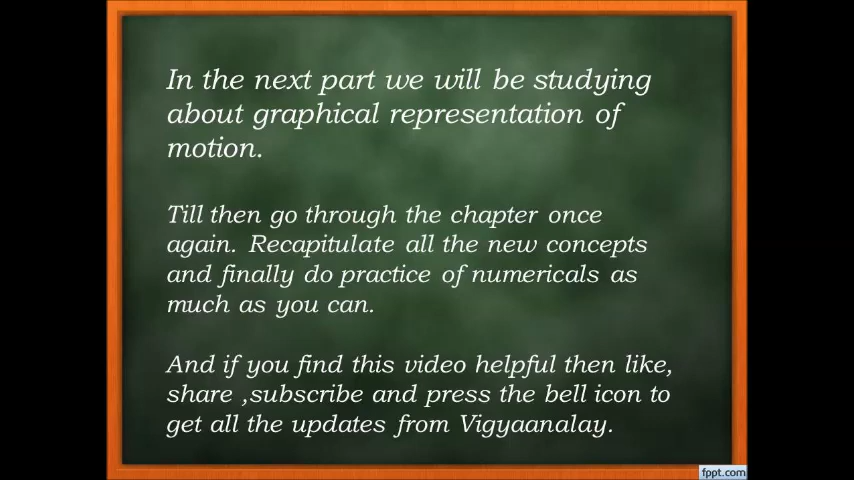 In the next part we will be studying
about graphical representation of
motion.
Till then go through the chapter once
again. Recapitulate all the new concepts
and finally do practice of numericals as
much as you can.
And if you find this video helpful then like,
share ,subscribe and press the bell icon to
get all the updates from Vigyaanalay.
fppt.com